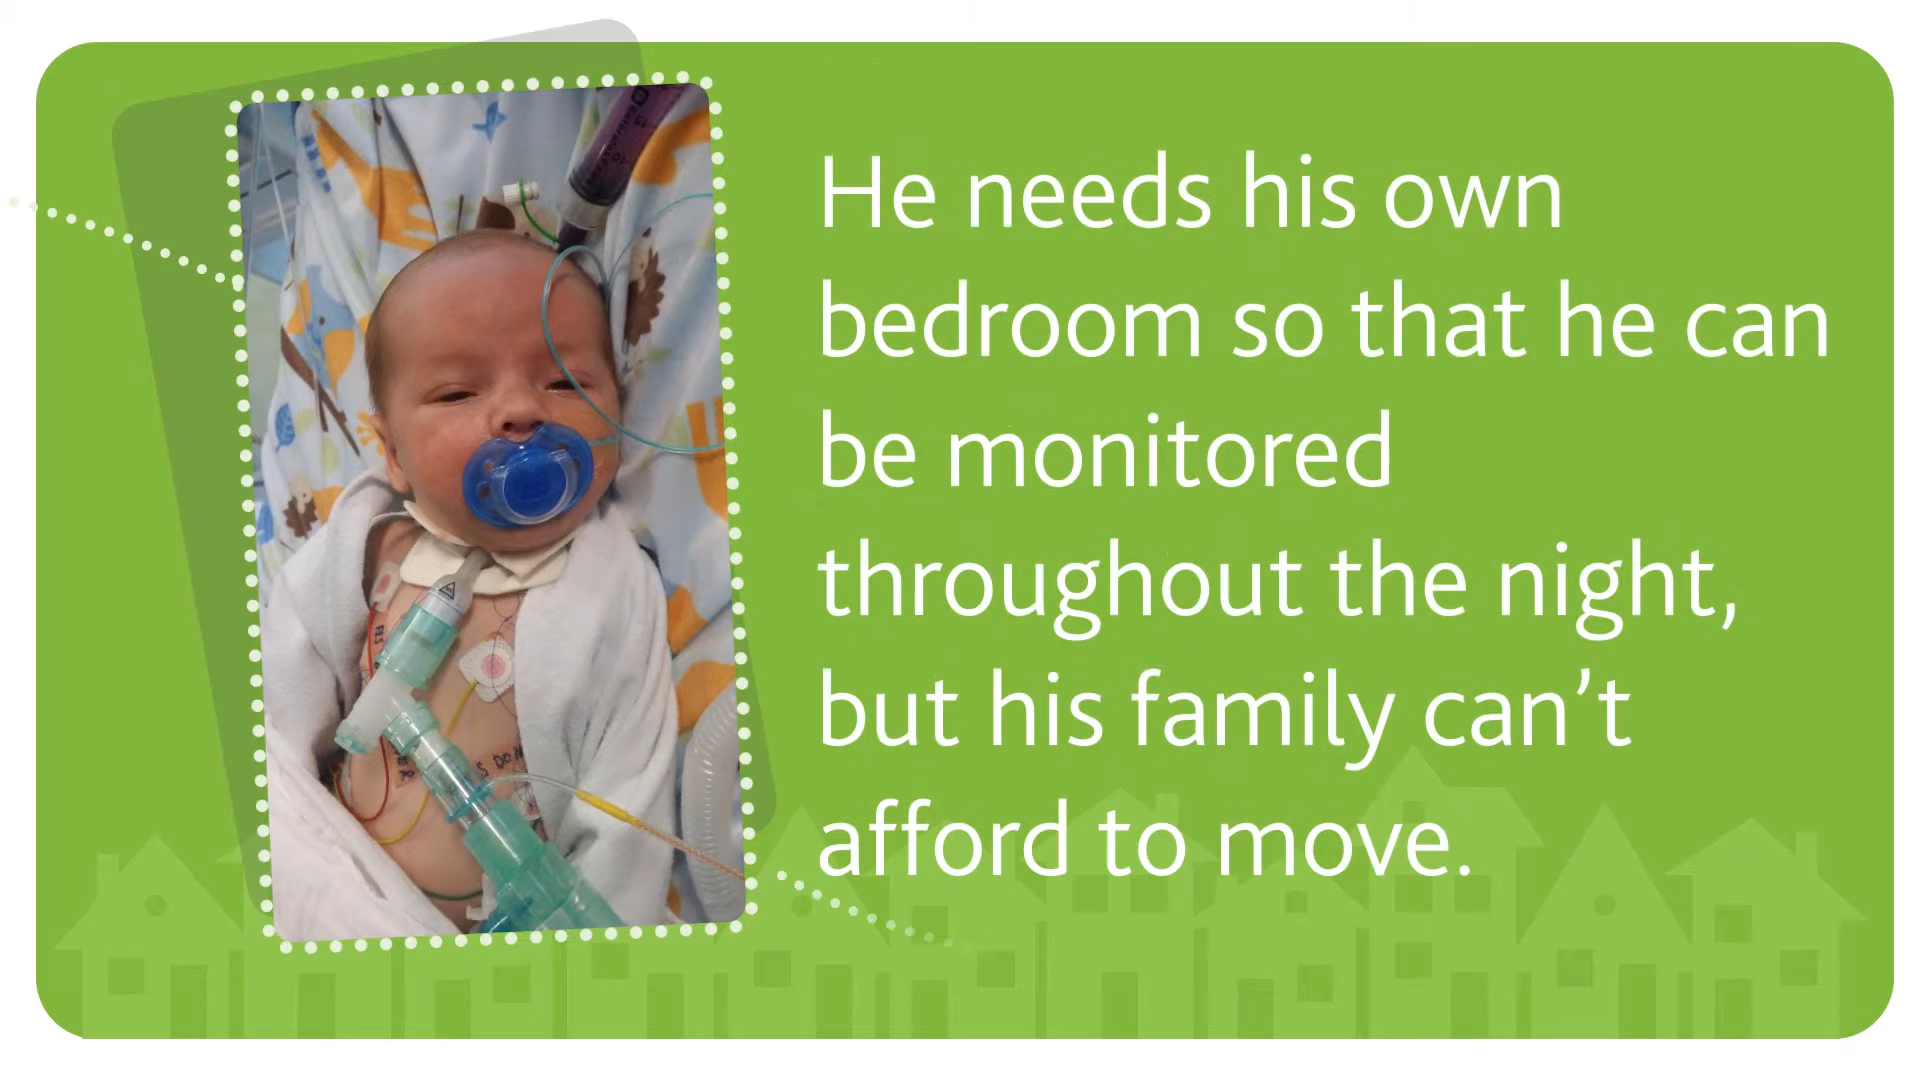 He needs his own
bedroom so that he can
be monitored
throughout the night,
but his family can’t
afford to move.